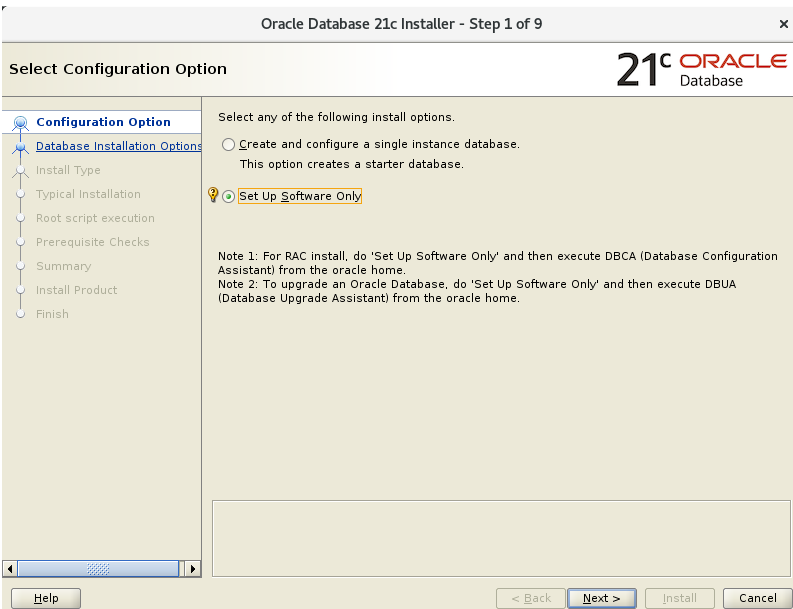 Oracle Database 21c Installer - Step 1 of 9
Select Configuration Option
21c ORACLE
Database
Configuration Option
Database Installation Options
Install Type
Typical Installation
Root script execution
Prerequisite Checks
Summary
Install Product
Finish
Select any of the following install options.
Create and configure a single instance database.
This option creates a starter database.
Set Up Software Only
Note 1: For RAC install, do 'Set Up Software Only' and then execute DBCA (Database Configuration
Assistant) from the oracle home.
Note 2: To upgrade an Oracle Database, do 'Set Up Software Only' and then execute DBUA
(Database Upgrade Assistant) from the oracle home.
Help
< Back
Next >
Install
Cancel